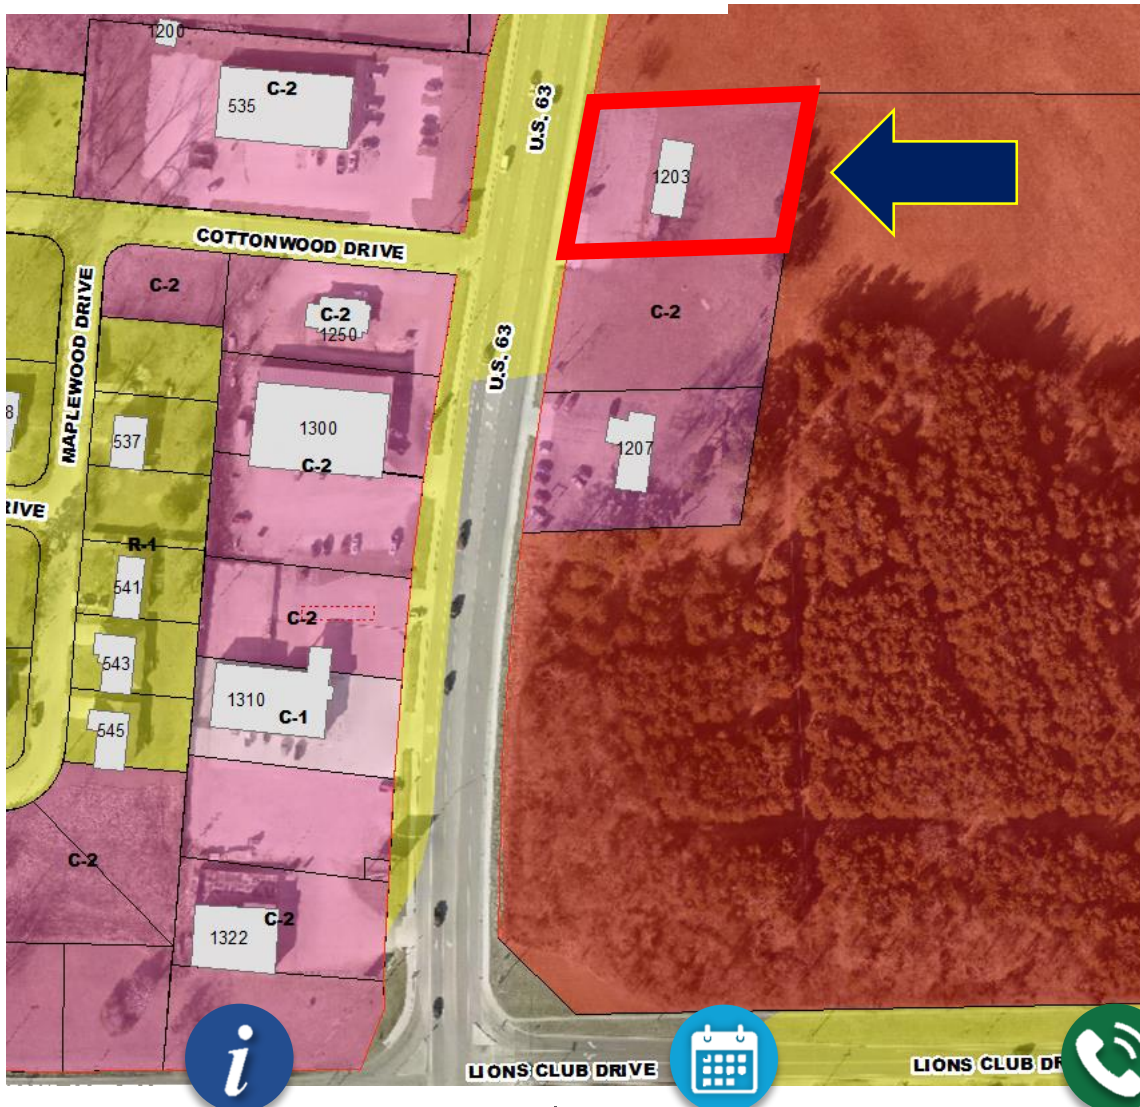 1200
C-2
535
U.S. 63
1203
COTTONWOOD DRIVE
C-2
MAPLEWOOD DRIVE
C-2
1250
C-2
U.S. 63
8
537
1300
C-2
1207
RIVE
R-1
541
C-2
543
1310
C-1
545
C-2
C-2
1322
i
LIONS CLUB DRIVE
LIONS CLUB DR